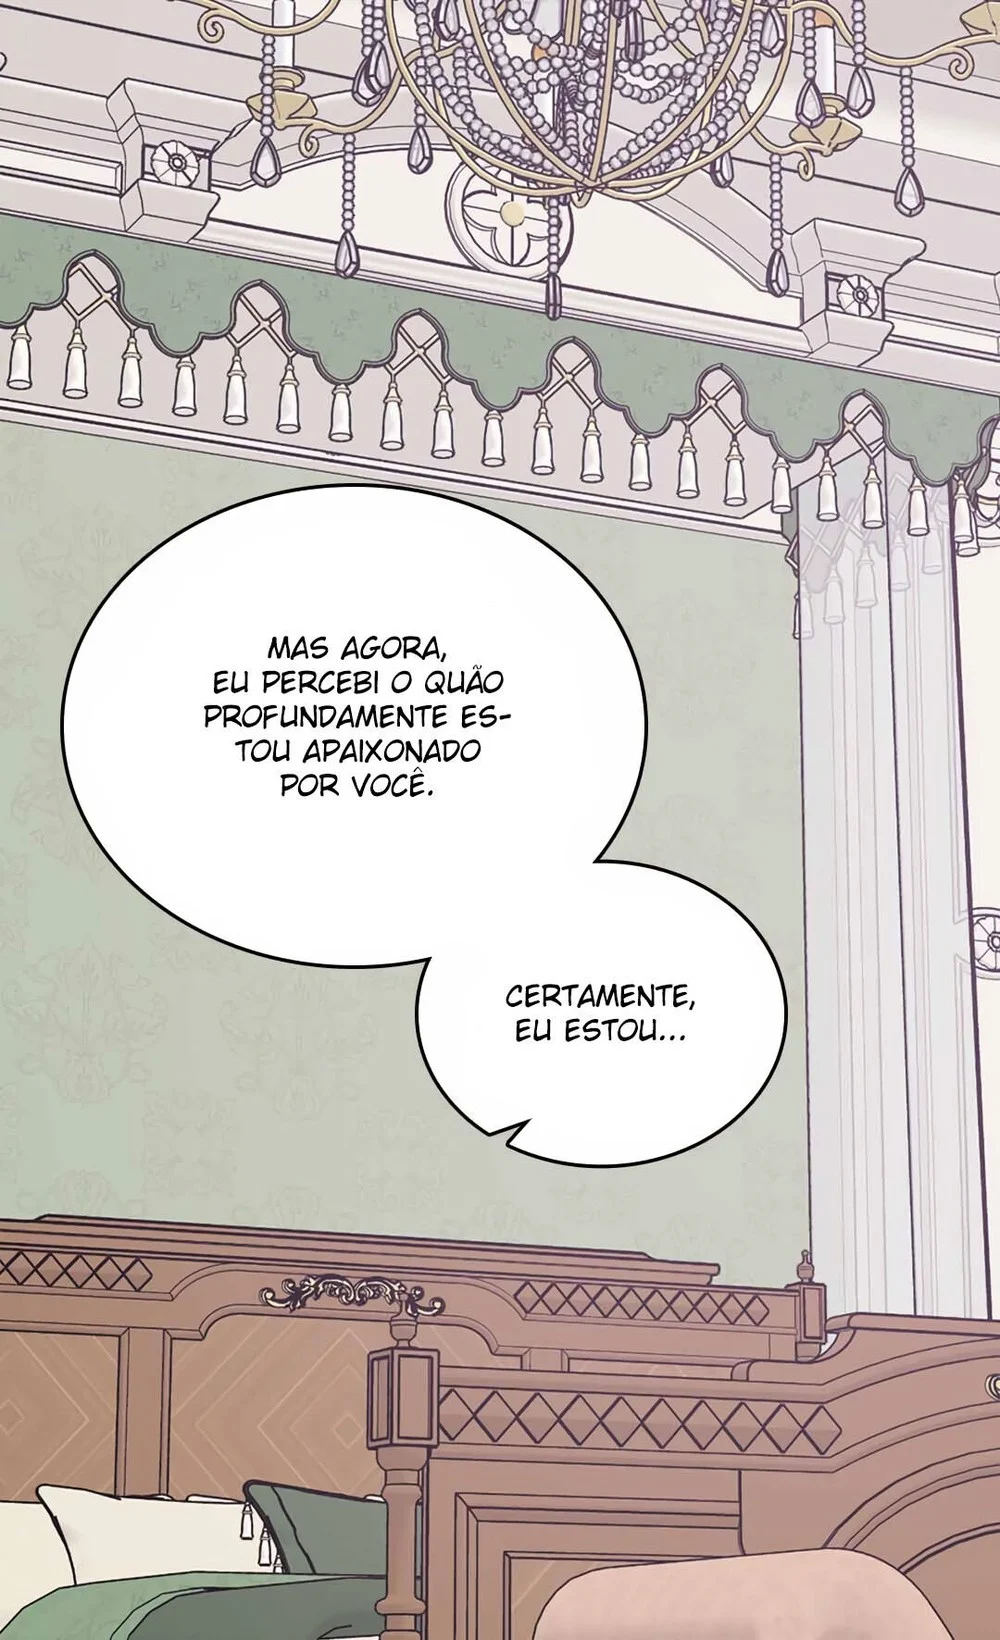 MAS AGORA,
EU PERCEBI O QUÃO
PROFUNDAMENTE ES-
TOU APAIXONADO
POR VOCÊ.
CERTAMENTE,
EU ESTOU...